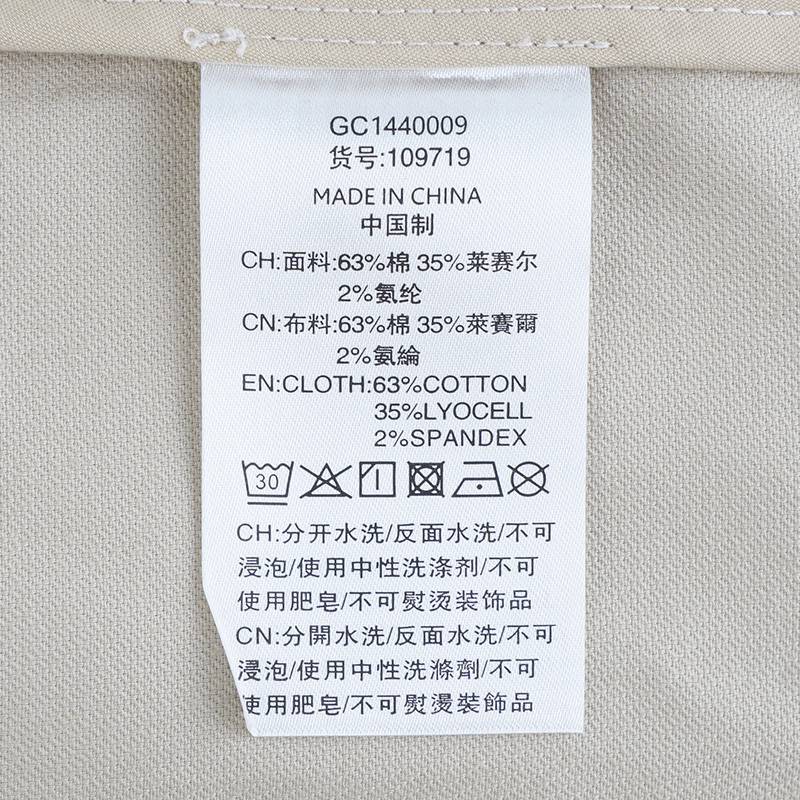 GC1440009
货号:109719
MADE IN CHINA
中国制
CH:面料:63%棉 35%莱赛尔
2%氨纶
CN:布料:63%棉 35%萊賽爾
2%氨綸
EN:CLOTH:63%COTTON
35%LYOCELL
2%SPANDEX
30
CH:分开水洗/反面水洗/不可
浸泡/使用中性洗涤剂/不可
使用肥皂/不可熨烫装饰品
CN:分開水洗/反面水洗/不可
浸泡/使用中性洗滌劑/不可
使用肥皂/不可熨燙裝飾品